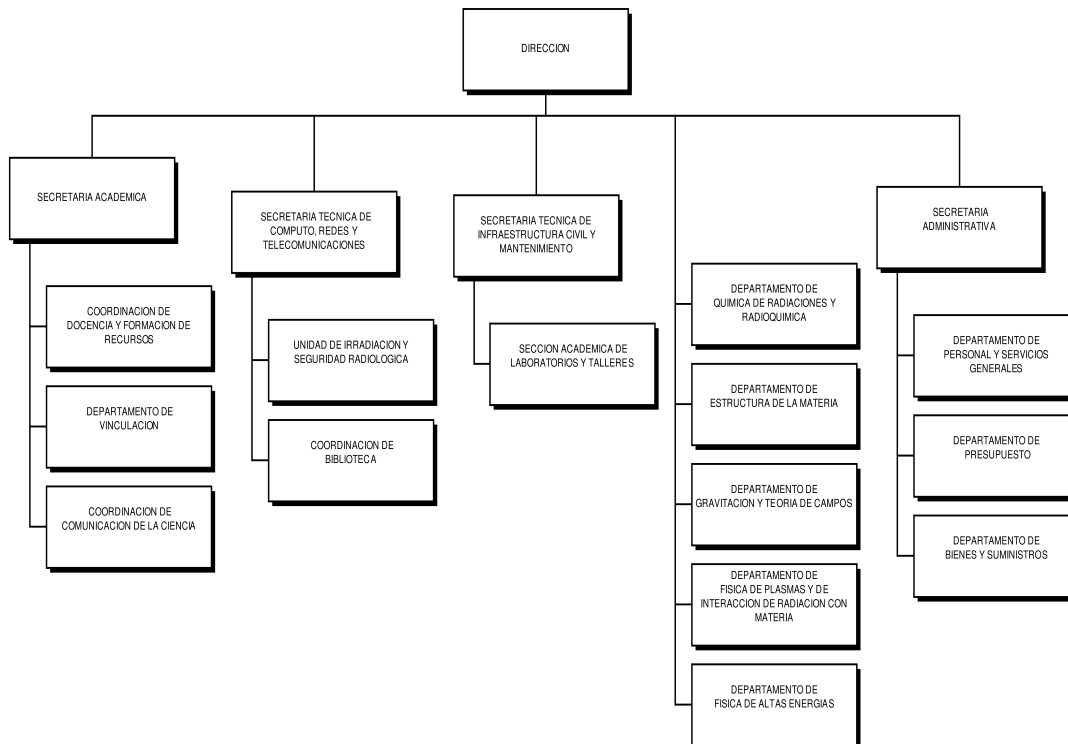 DIRECCION
SECRETARIA ACADEMICA
COORDINACION DE
DOCENCIA Y FORMACION DE
RECURSOS
DEPARTAMENTO DE
VINCULACION
COORDINACION DE
COMUNICACION DE LA CIENCIA
SECRETARIA TECNICA DE
COMPUTO, REDES Y
TELECOMUNICACIONES
UNIDAD DE IRRADIACION Y
SEGURIDAD RADIOLOGICA
COORDINACION DE
BIBLIOTECA
SECRETARIA TECNICA DE
INFRAESTRUCTURA CIVIL Y
MANTENIMIENTO
SECCION ACADEMICA DE
LABORATORIOS Y TALLERES
DEPARTAMENTO DE
QUIMICA DE RADIACIONES Y
RADIOQUIMICA
DEPARTAMENTO DE
ESTRUCTURA DE LA MATERIA
DEPARTAMENTO DE
GRAVITACION Y TEORIA DE CAMPOS
DEPARTAMENTO DE
FISICA DE PLASMAS Y DE
INTERACCION DE RADIACION CON
MATERIA
DEPARTAMENTO DE
FISICA DE ALTAS ENERGIAS
SECRETARIA
ADMINISTRATIVA
DEPARTAMENTO DE
PERSONAL Y SERVICIOS
GENERALES
DEPARTAMENTO DE
PRESUPUESTO
DEPARTAMENTO DE
BIENES Y SUMINISTROS